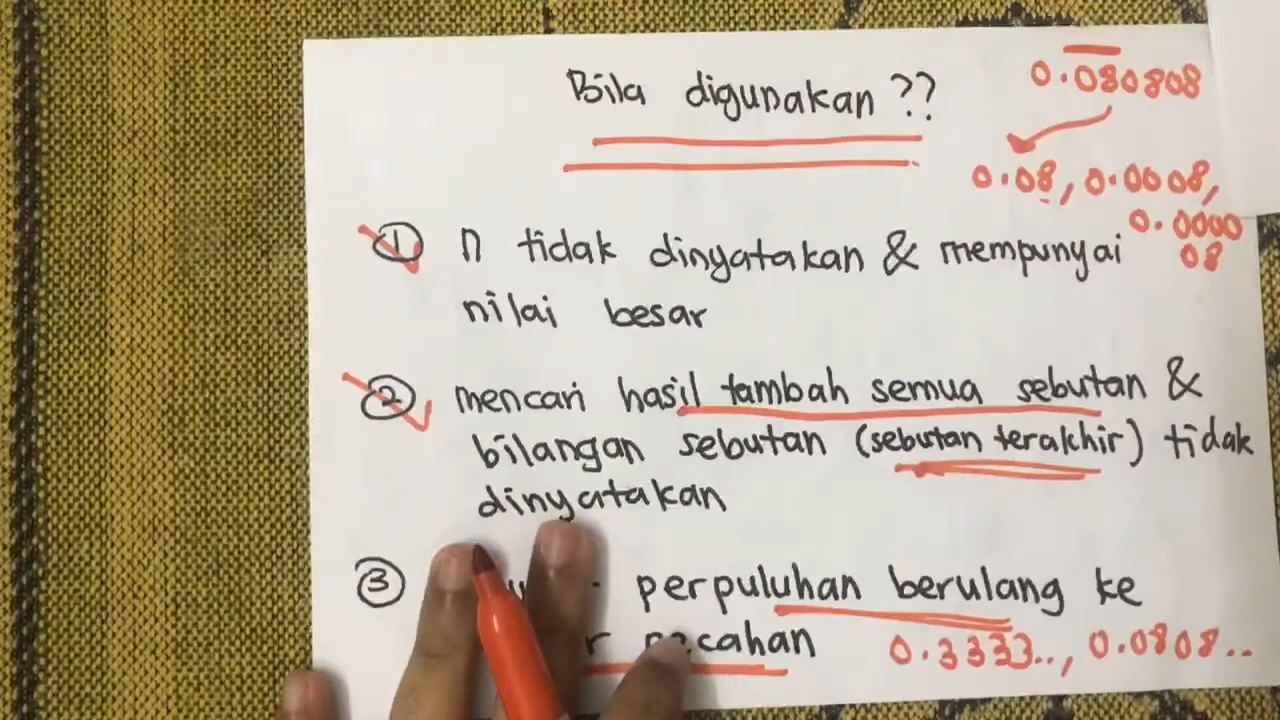 Bila digunakan ??
0.080808
0.08, 0.0008,
0.0000
08
① n tidak dinyatakan & mempunyai
nilai besar
② mencari hasil tambah semua sebutan &
bilangan sebutan (sebutan terakhir) tidak
dinyatakan
③ perpuluhan berulang ke
pecahan 0.3333.., 0.0808..